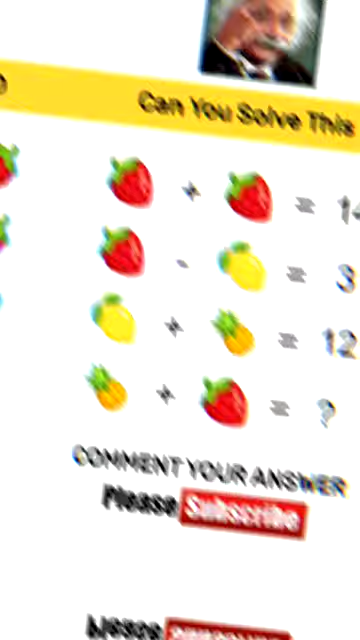 Can You Solve This
+ = 14
- = 3
+ = 12
+ = ?
COMMENT YOUR ANSWER
Please Subscribe